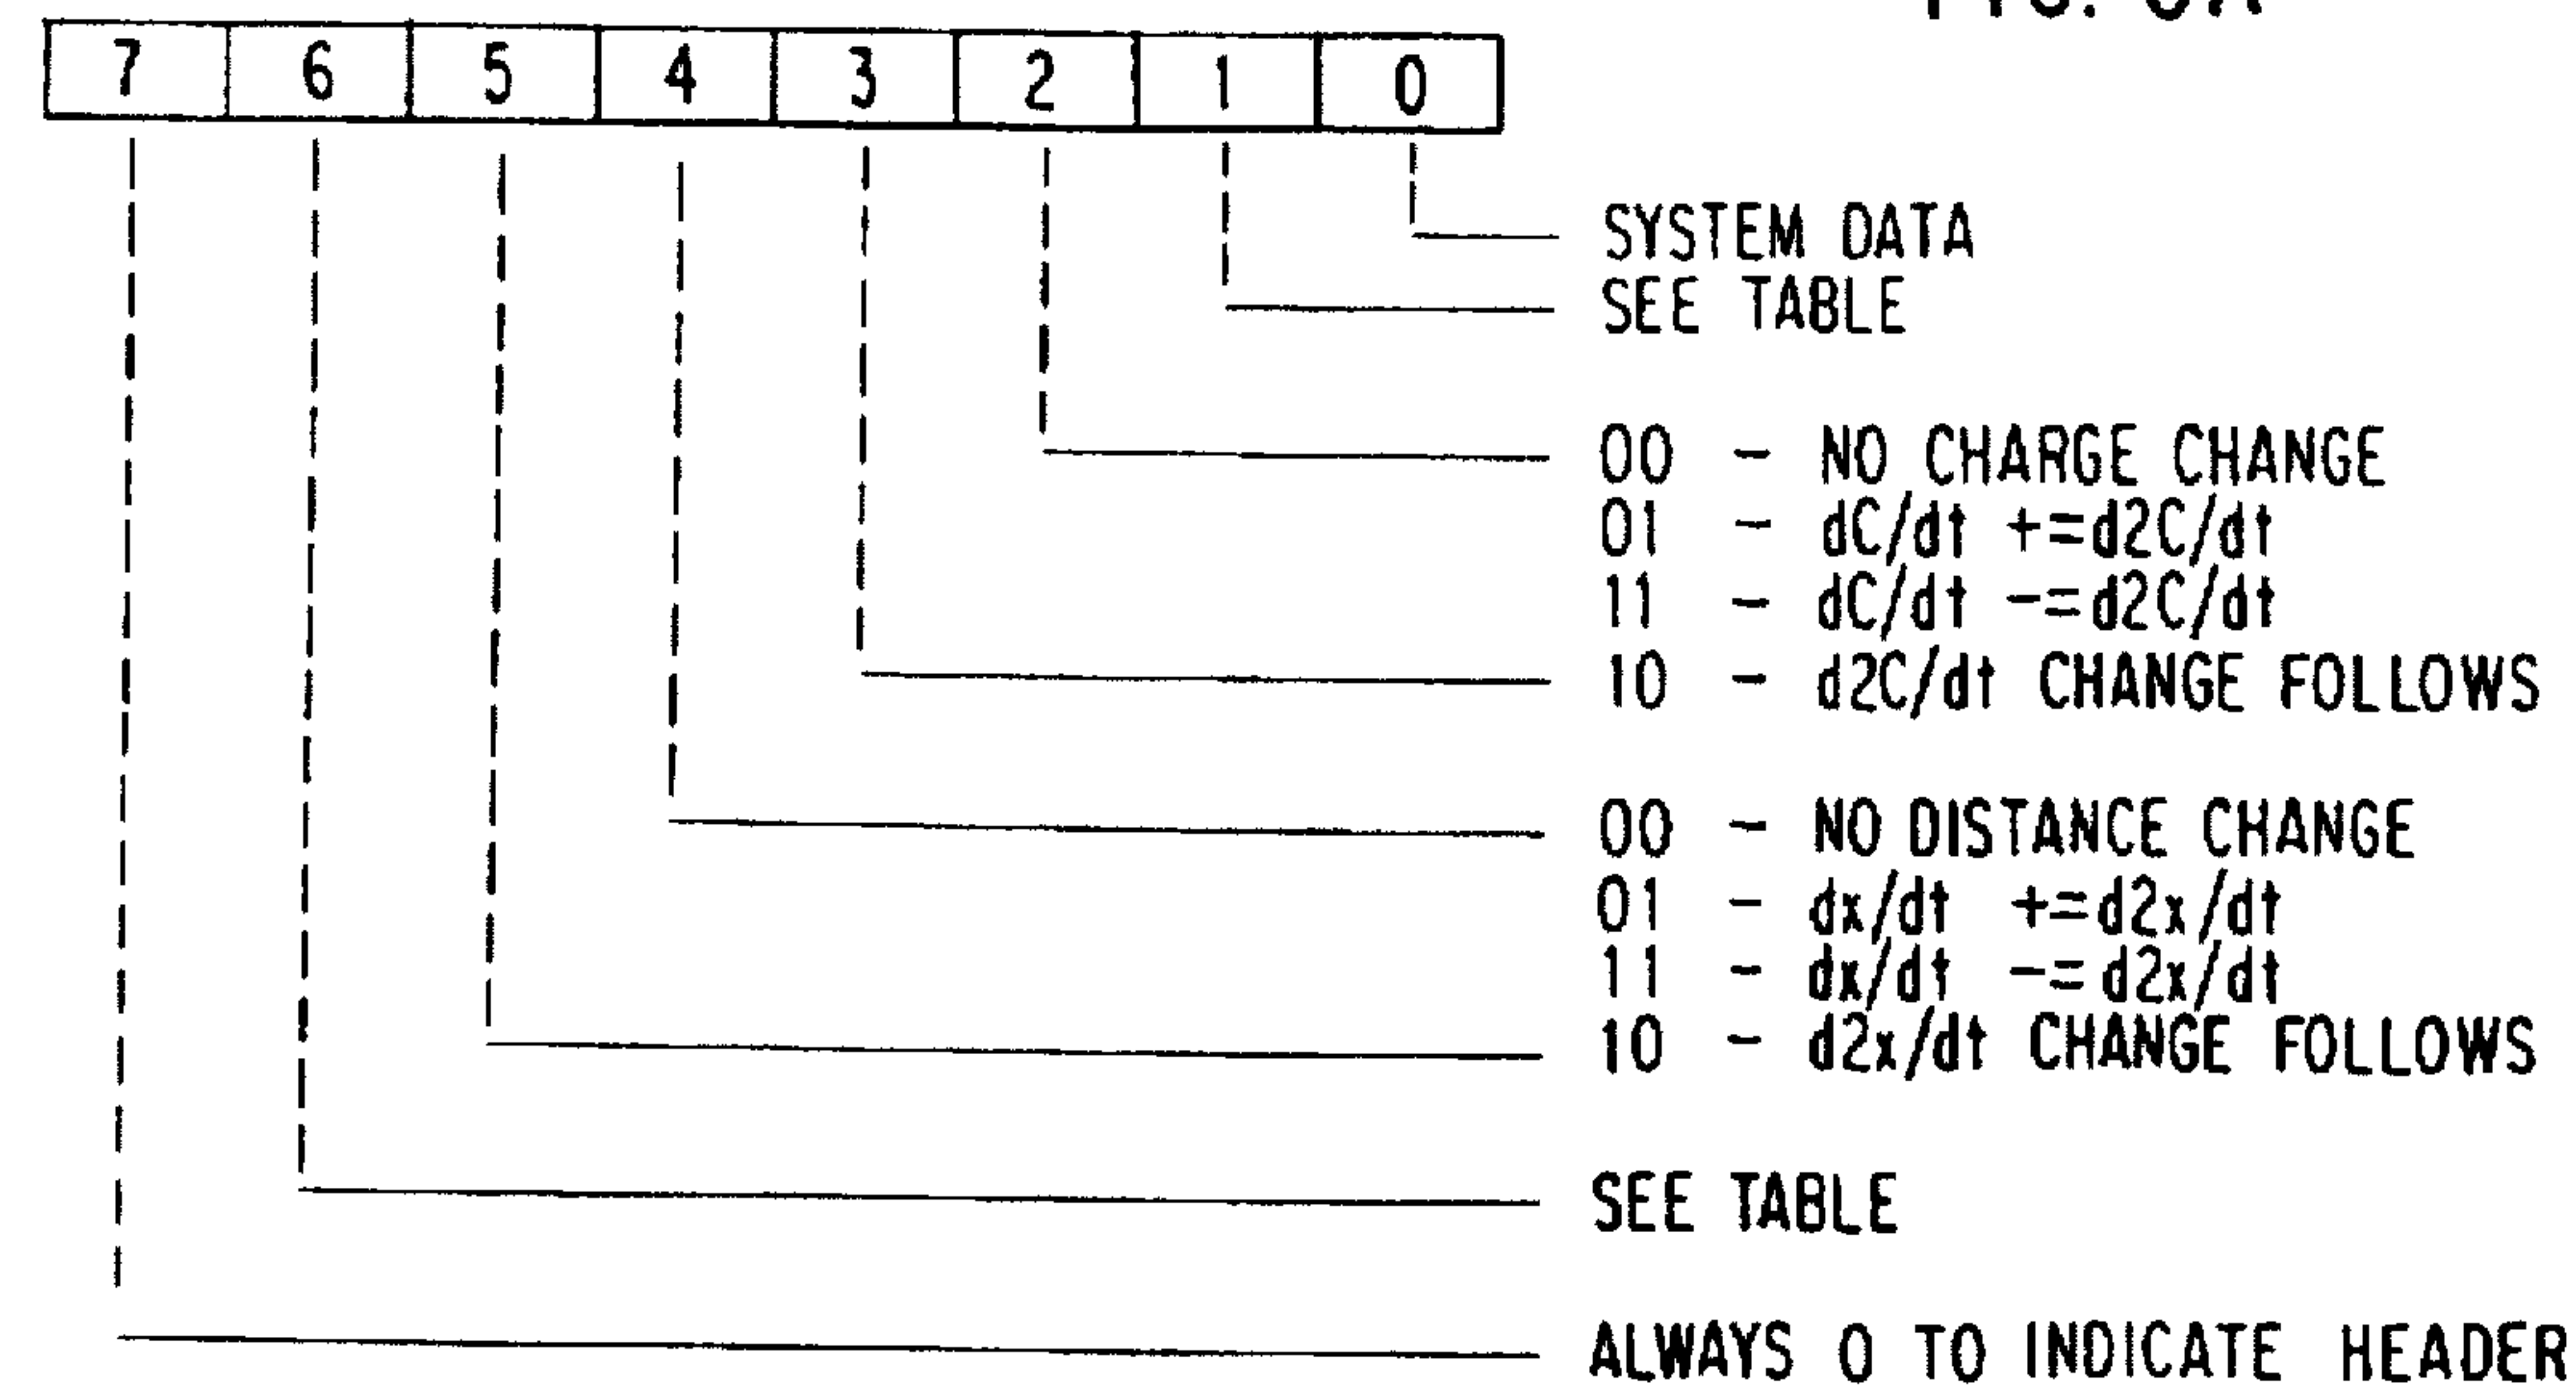 7 6 5 4 3 2 1 0
SYSTEM DATA
SEE TABLE
00 - NO CHARGE CHANGE
01 - dC/dt +=d2C/dt
11 - dC/dt -=d2C/dt
10 - d2C/dt CHANGE FOLLOWS
00 - NO DISTANCE CHANGE
01 - dx/dt +=d2x/dt
11 - dx/dt -=d2x/dt
10 - d2x/dt CHANGE FOLLOWS
SEE TABLE
ALWAYS 0 TO INDICATE HEADER